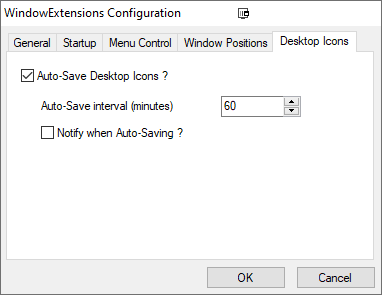 WindowExtensions Configuration
General Startup Menu Control Window Positions Desktop Icons
Auto-Save Desktop Icons ?
Auto-Save interval (minutes) 60
Notify when Auto-Saving ?
OK Cancel